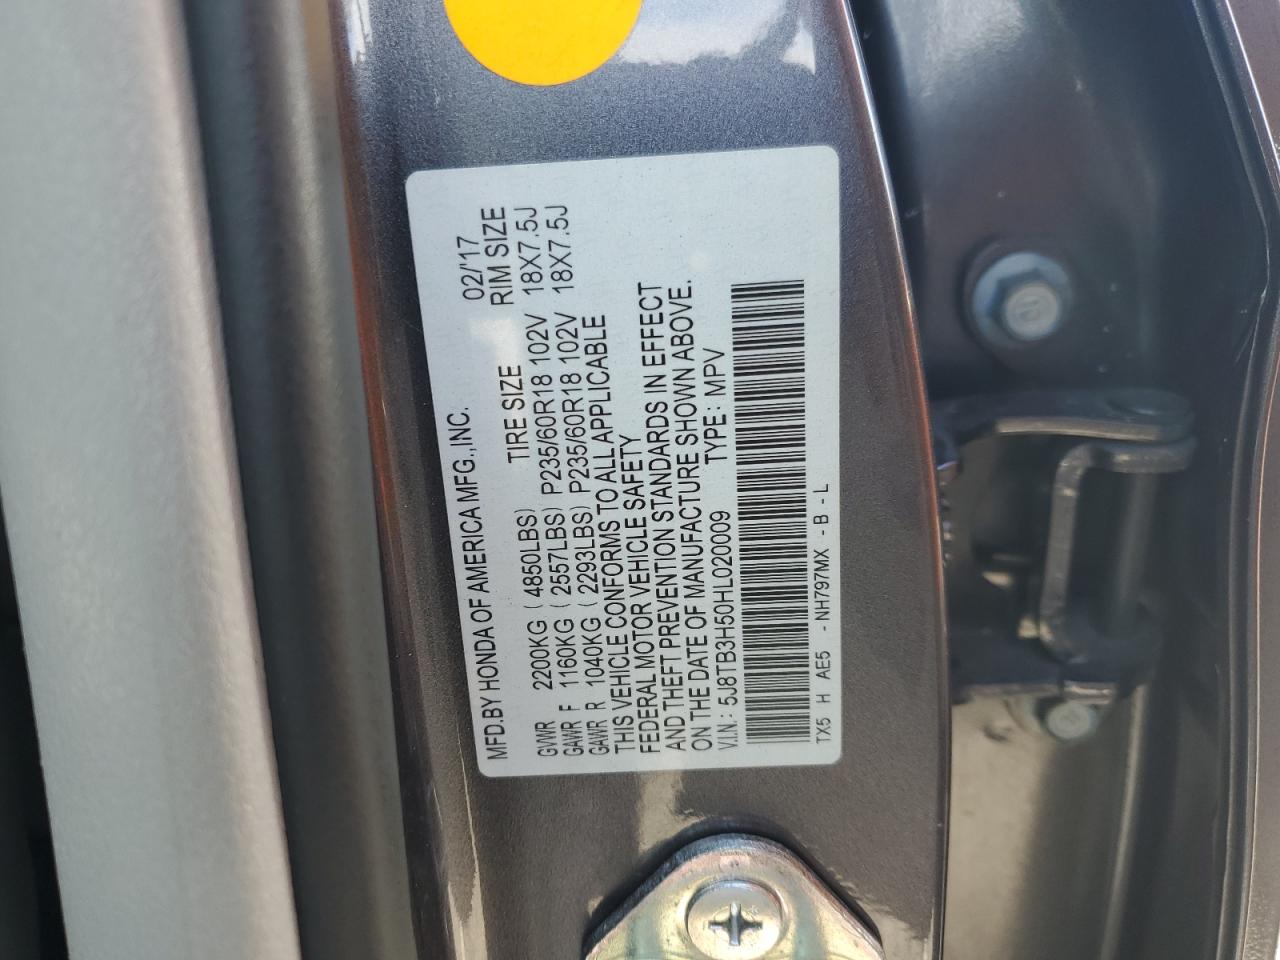 MFD.BY HONDA OF AMERICA MFG.,INC. 02/'17
TIRE SIZE RIM SIZE
GVWR 2200KG ( 4850LBS)
GAWR F 1160KG ( 2557LBS) P235/60R18 102V 18X7.5J
GAWR R 1040KG ( 2293LBS) P235/60R18 102V 18X7.5J
THIS VEHICLE CONFORMS TO ALL APPLICABLE
FEDERAL MOTOR VEHICLE SAFETY
AND THEFT PREVENTION STANDARDS IN EFFECT
ON THE DATE OF MANUFACTURE SHOWN ABOVE.
V.I.N.: 5J8TB3H50HL020009 TYPE: MPV
TX5 H AE5 - NH797MX - B - L